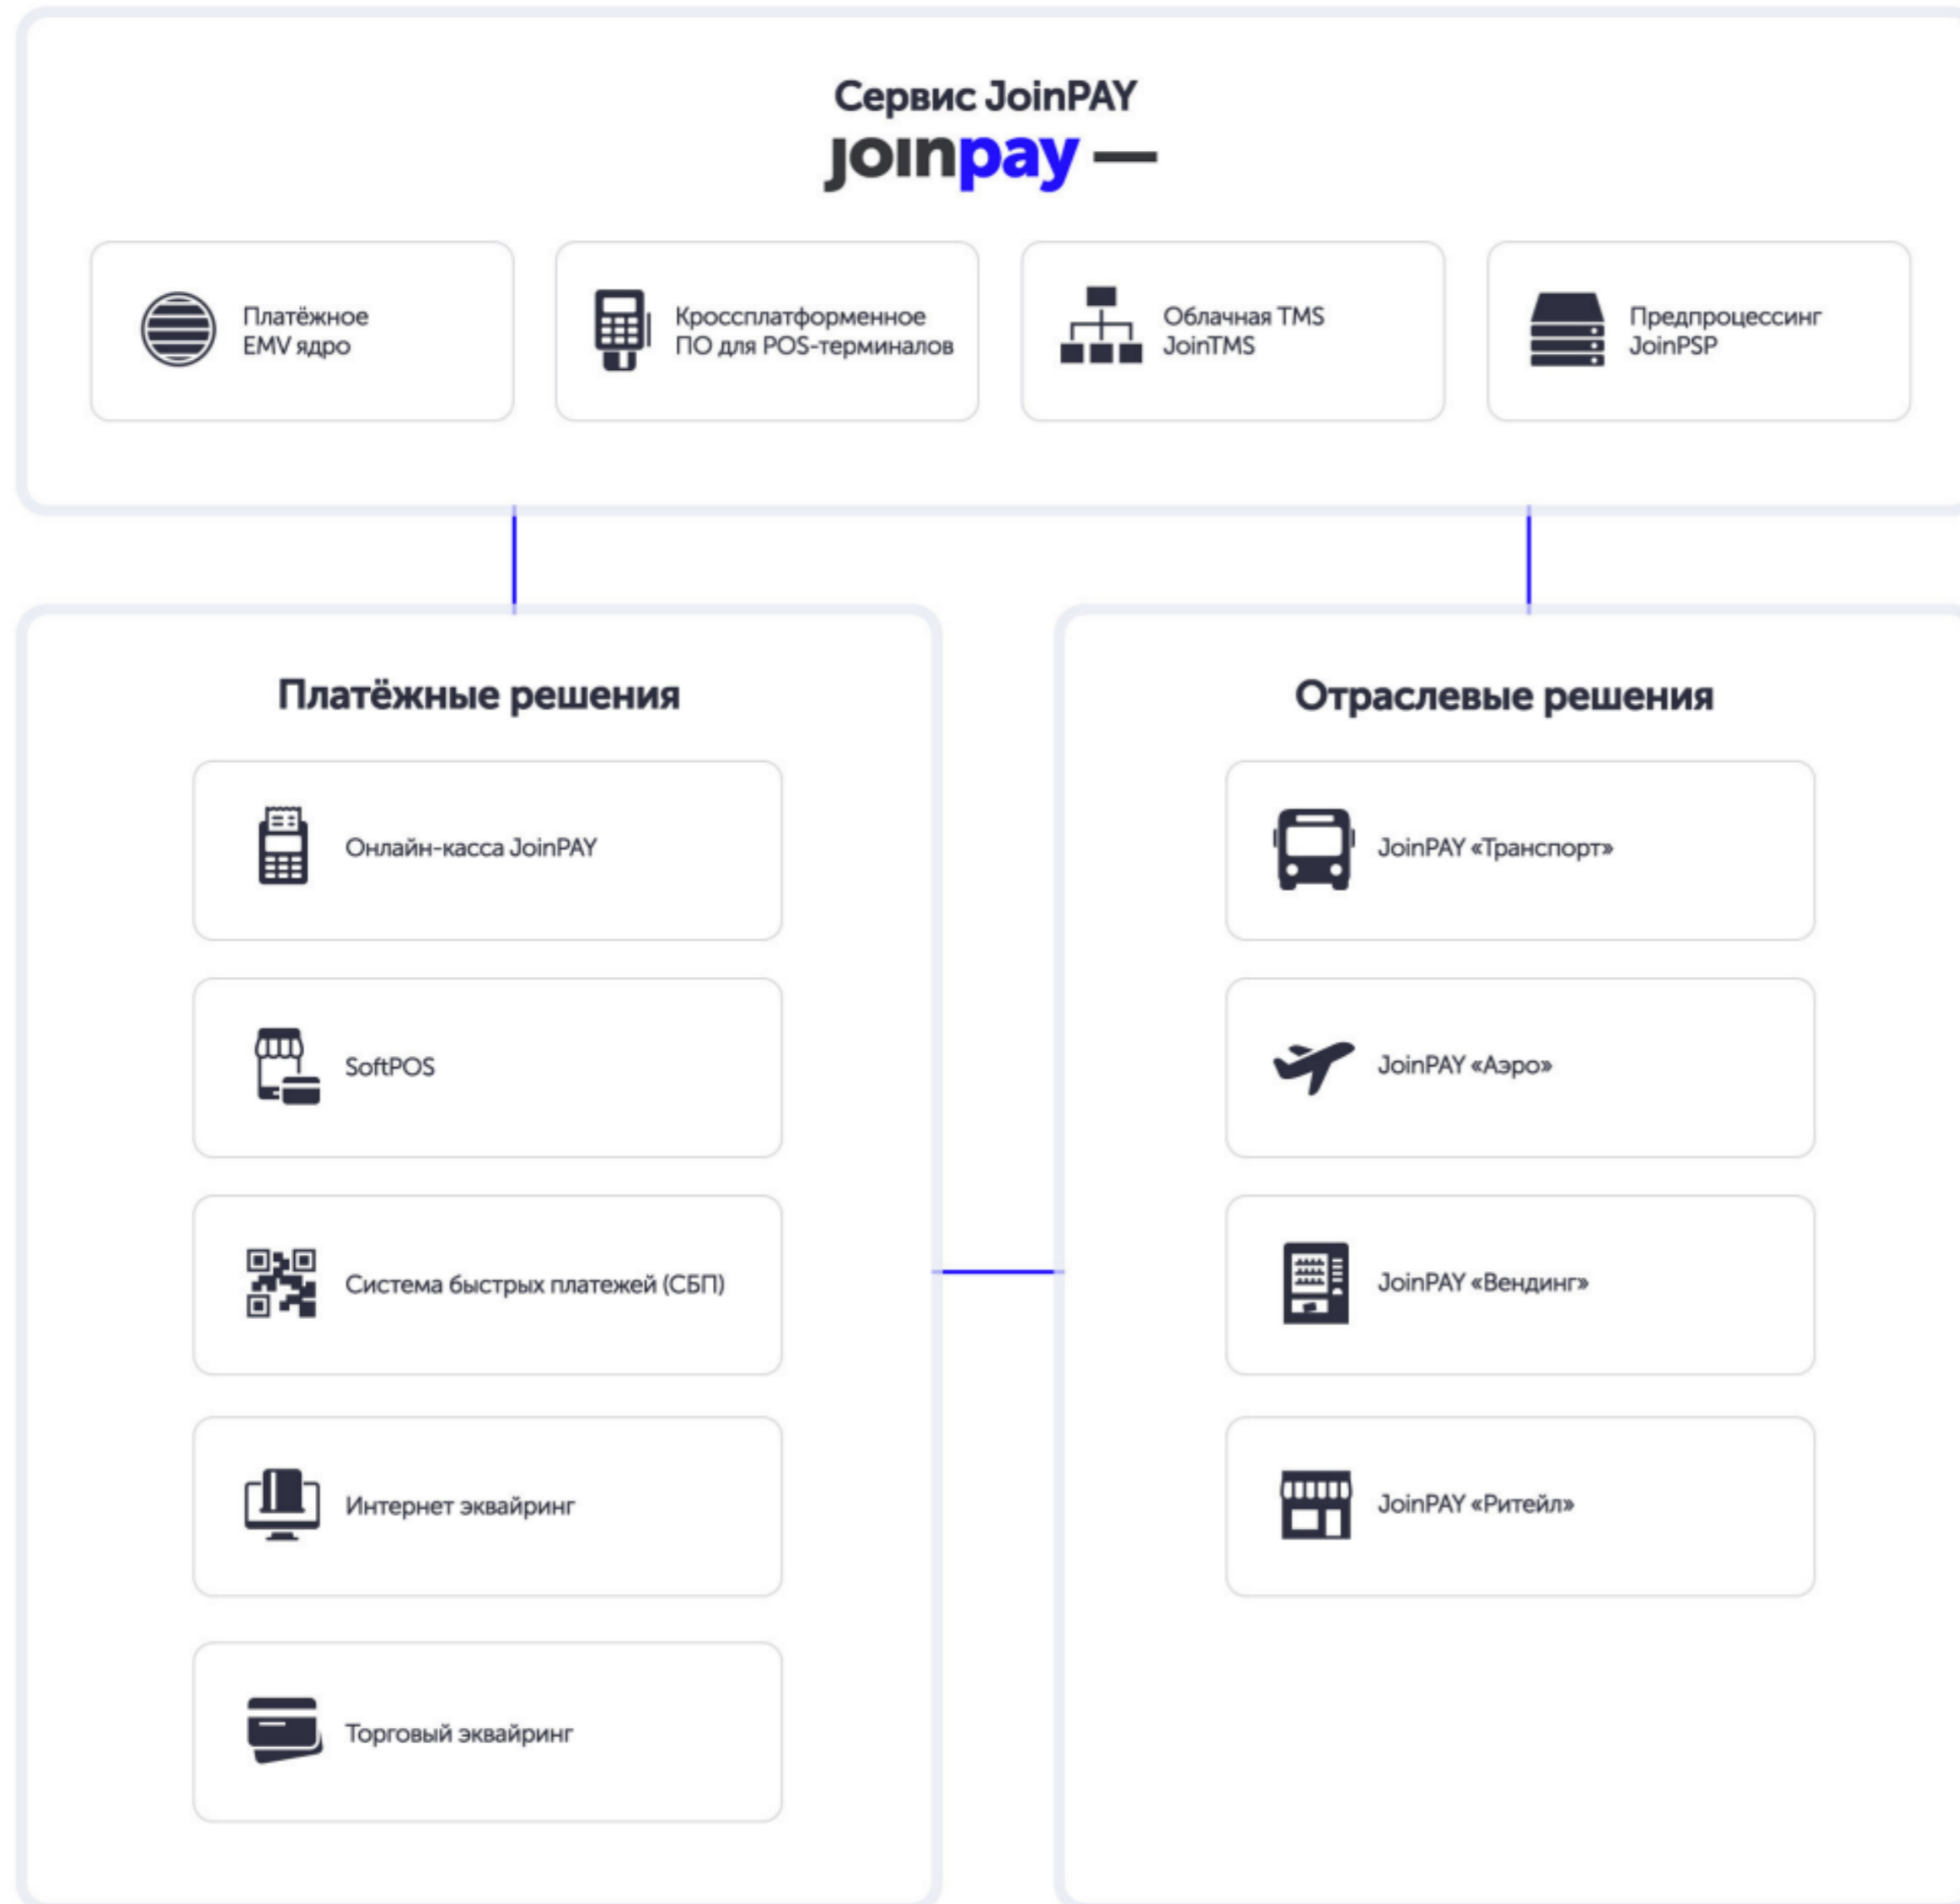 Сервис JoinPAY
joinpay —
Платёжное
EMV ядро
Кроссплатформенное
ПО для POS-терминалов
Облачная TMS
JoinTMS
Предпроцессинг
JoinPSP
Платёжные решения
Онлайн-касса JoinPAY
SoftPOS
Система быстрых платежей (СБП)
Интернет эквайринг
Торговый эквайринг
Отраслевые решения
JoinPAY «Транспорт»
JoinPAY «Аэро»
JoinPAY «Вендинг»
JoinPAY «Ритейл»